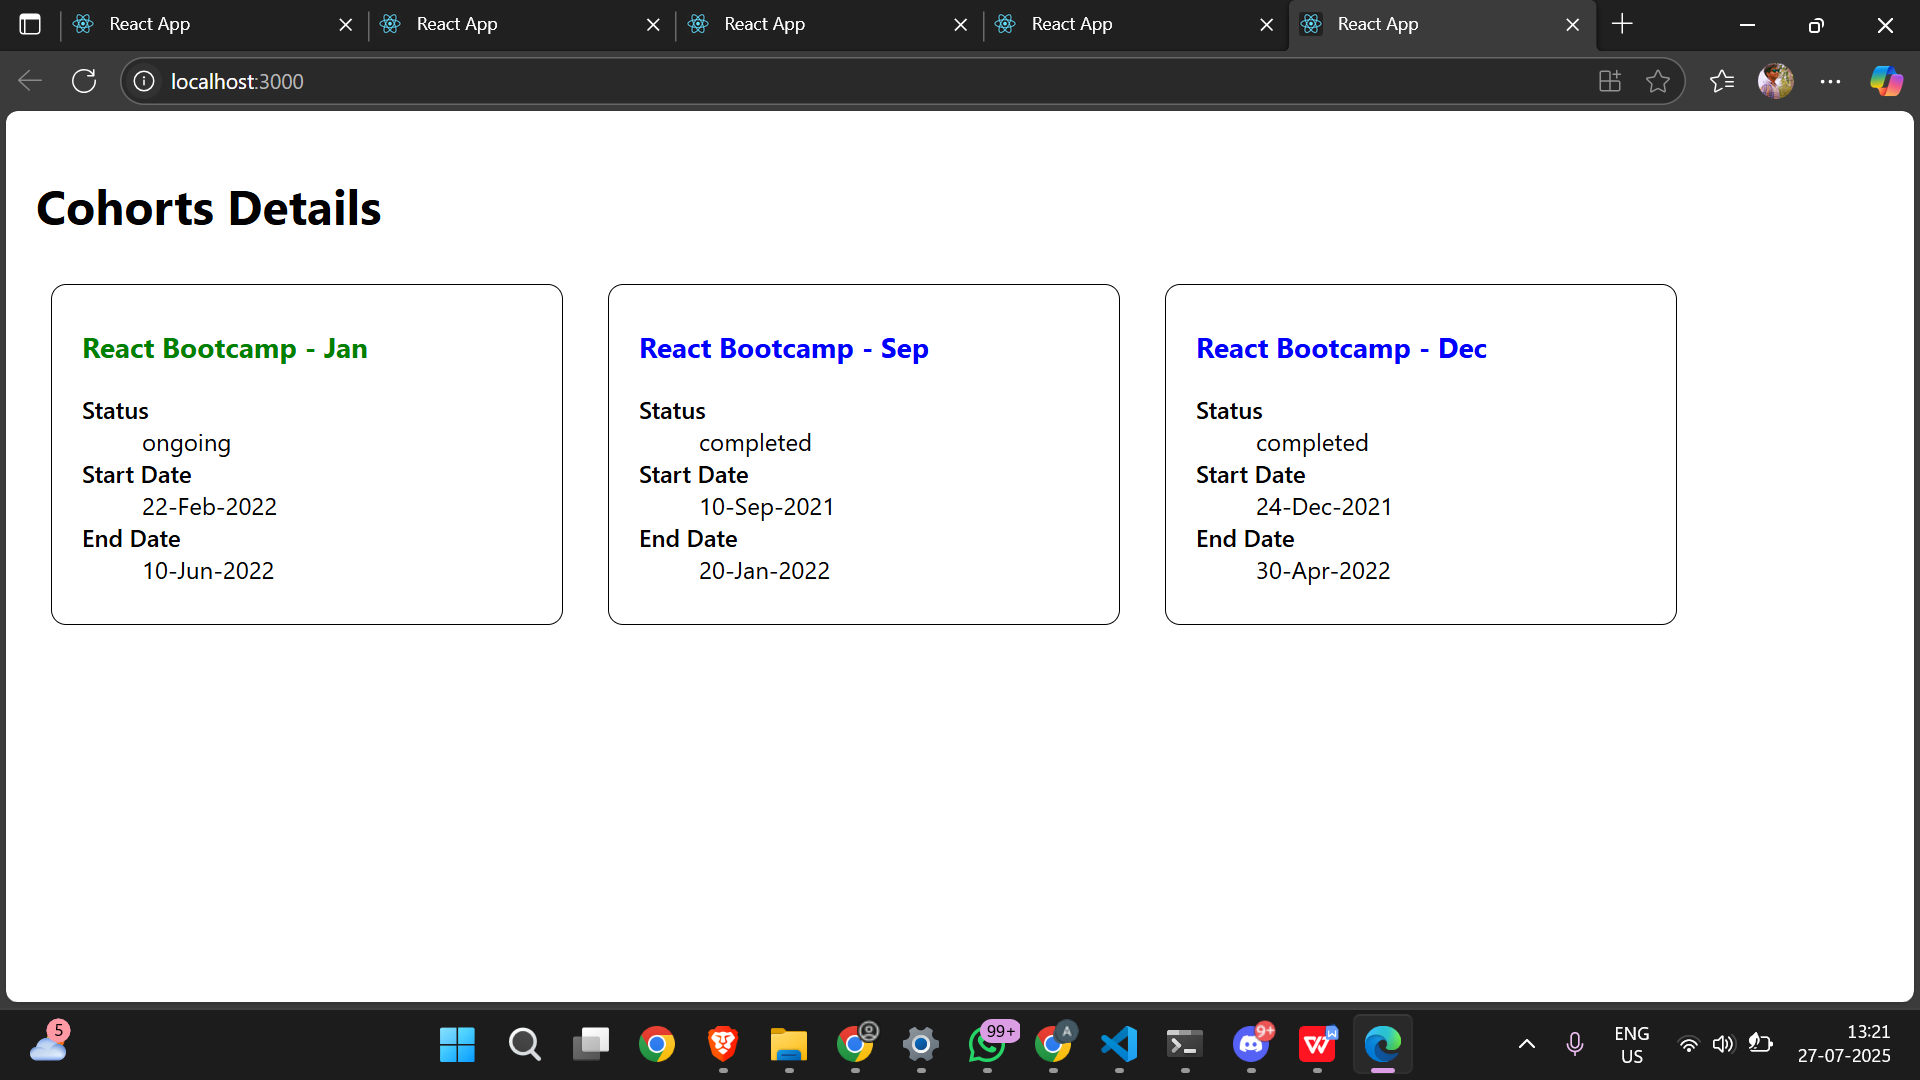 React App
React App
React App
React App
React App
localhost:3000
Cohorts Details
React Bootcamp - Jan
Status
ongoing
Start Date
22-Feb-2022
End Date
10-Jun-2022
React Bootcamp - Sep
Status
completed
Start Date
10-Sep-2021
End Date
20-Jan-2022
React Bootcamp - Dec
Status
completed
Start Date
24-Dec-2021
End Date
30-Apr-2022
5
99+
A
9+
W
ENG
US
13:21
27-07-2025